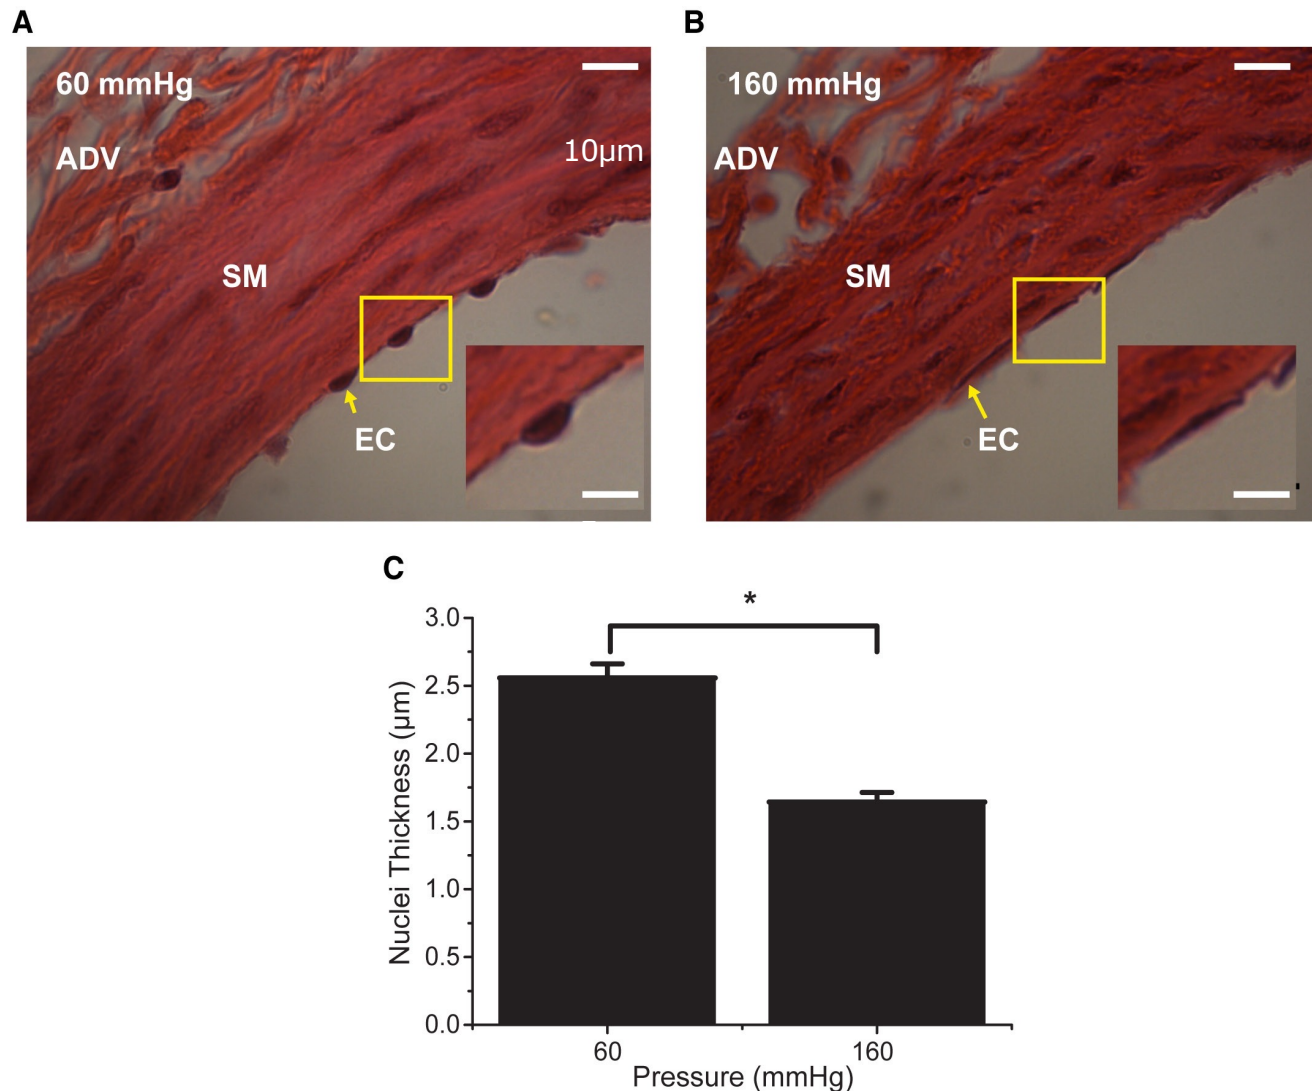 A
60 mmHg
ADV
10µm
SM
EC
B
160 mmHg
ADV
SM
EC
C
*
3.0
2.5
2.0
1.5
1.0
0.5
0.0
Nuclei Thickness (µm)
60
160
Pressure (mmHg)